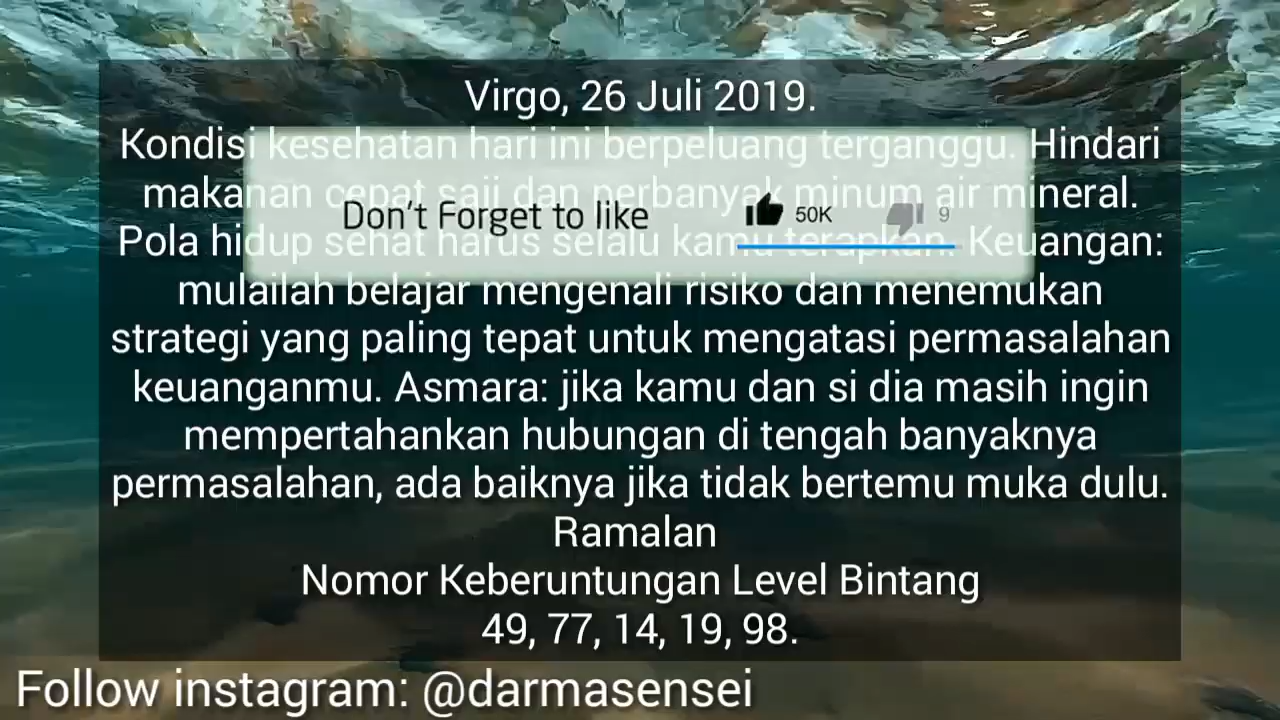 Virgo, 26 Juli 2019.
Kondisi kesehatan hari ini berpeluang terganggu. Hindari
makanan cepat saji dan perbanyak minum air mineral.
Don't Forget to like 50K 9
Pola hidup sehat harus selalu kamu terapkan. Keuangan:
mulailah belajar mengenali risiko dan menemukan
strategi yang paling tepat untuk mengatasi permasalahan
keuanganmu. Asmara: jika kamu dan si dia masih ingin
mempertahankan hubungan di tengah banyaknya
permasalahan, ada baiknya jika tidak bertemu muka dulu.
Ramalan
Nomor Keberuntungan Level Bintang
49, 77, 14, 19, 98.
Follow instagram: @darmasensei